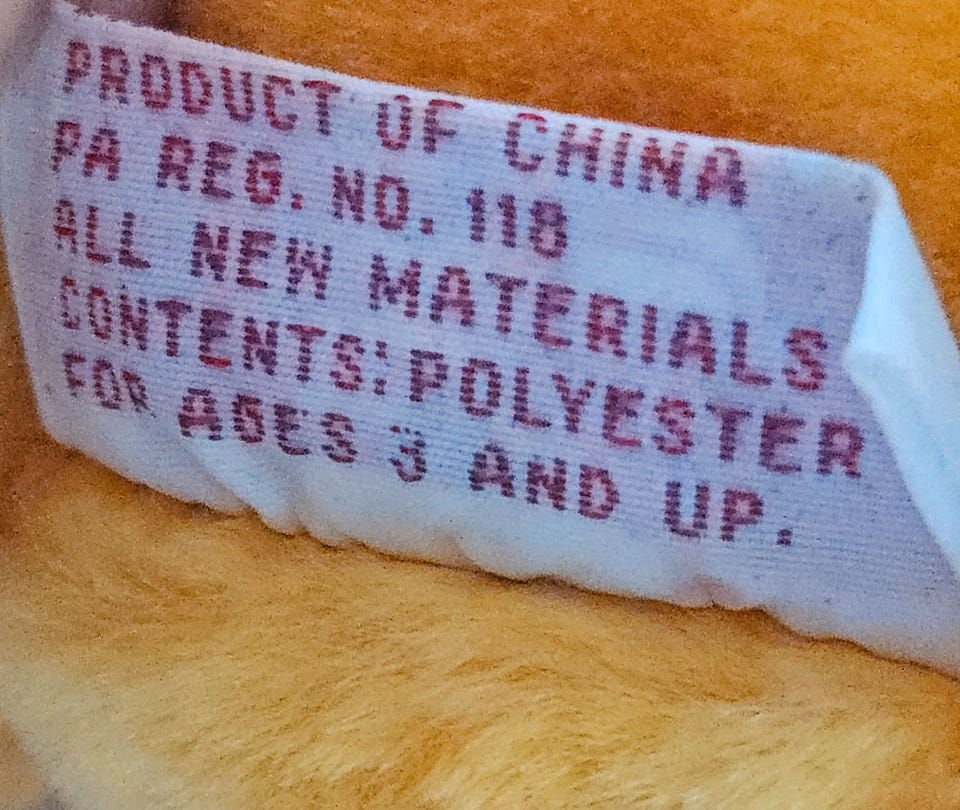 PRODUCT OF CHINA
PA REG. NO. 118
ALL NEW MATERIALS
CONTENTS: POLYESTER
FOR AGES 3 AND UP.